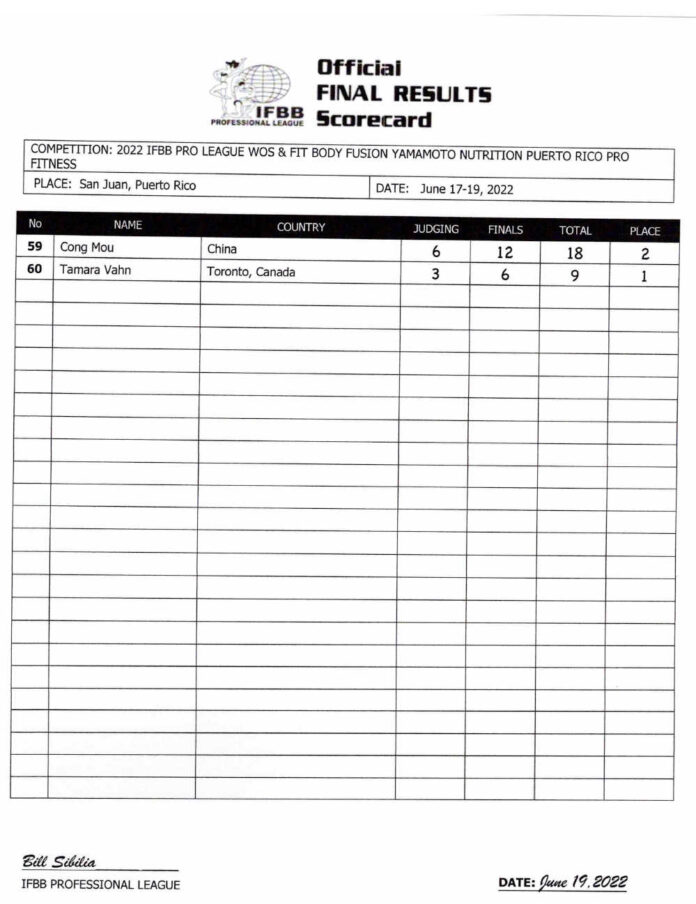 Official
FINAL RESULTS
IFBB
PROFESSIONAL LEAGUE
Scorecard
COMPETITION: 2022 IFBB PRO LEAGUE WOS & FIT BODY FUSION YAMAMOTO NUTRITION PUERTO RICO PRO
FITNESS
PLACE: San Juan, Puerto Rico DATE: June 17-19, 2022
No NAME COUNTRY JUDGING FINALS TOTAL PLACE
59 Cong Mou China 6 12 18 2
60 Tamara Vahn Toronto, Canada 3 6 9 1
Bill Sibilia
IFBB PROFESSIONAL LEAGUE DATE: June 19, 2022